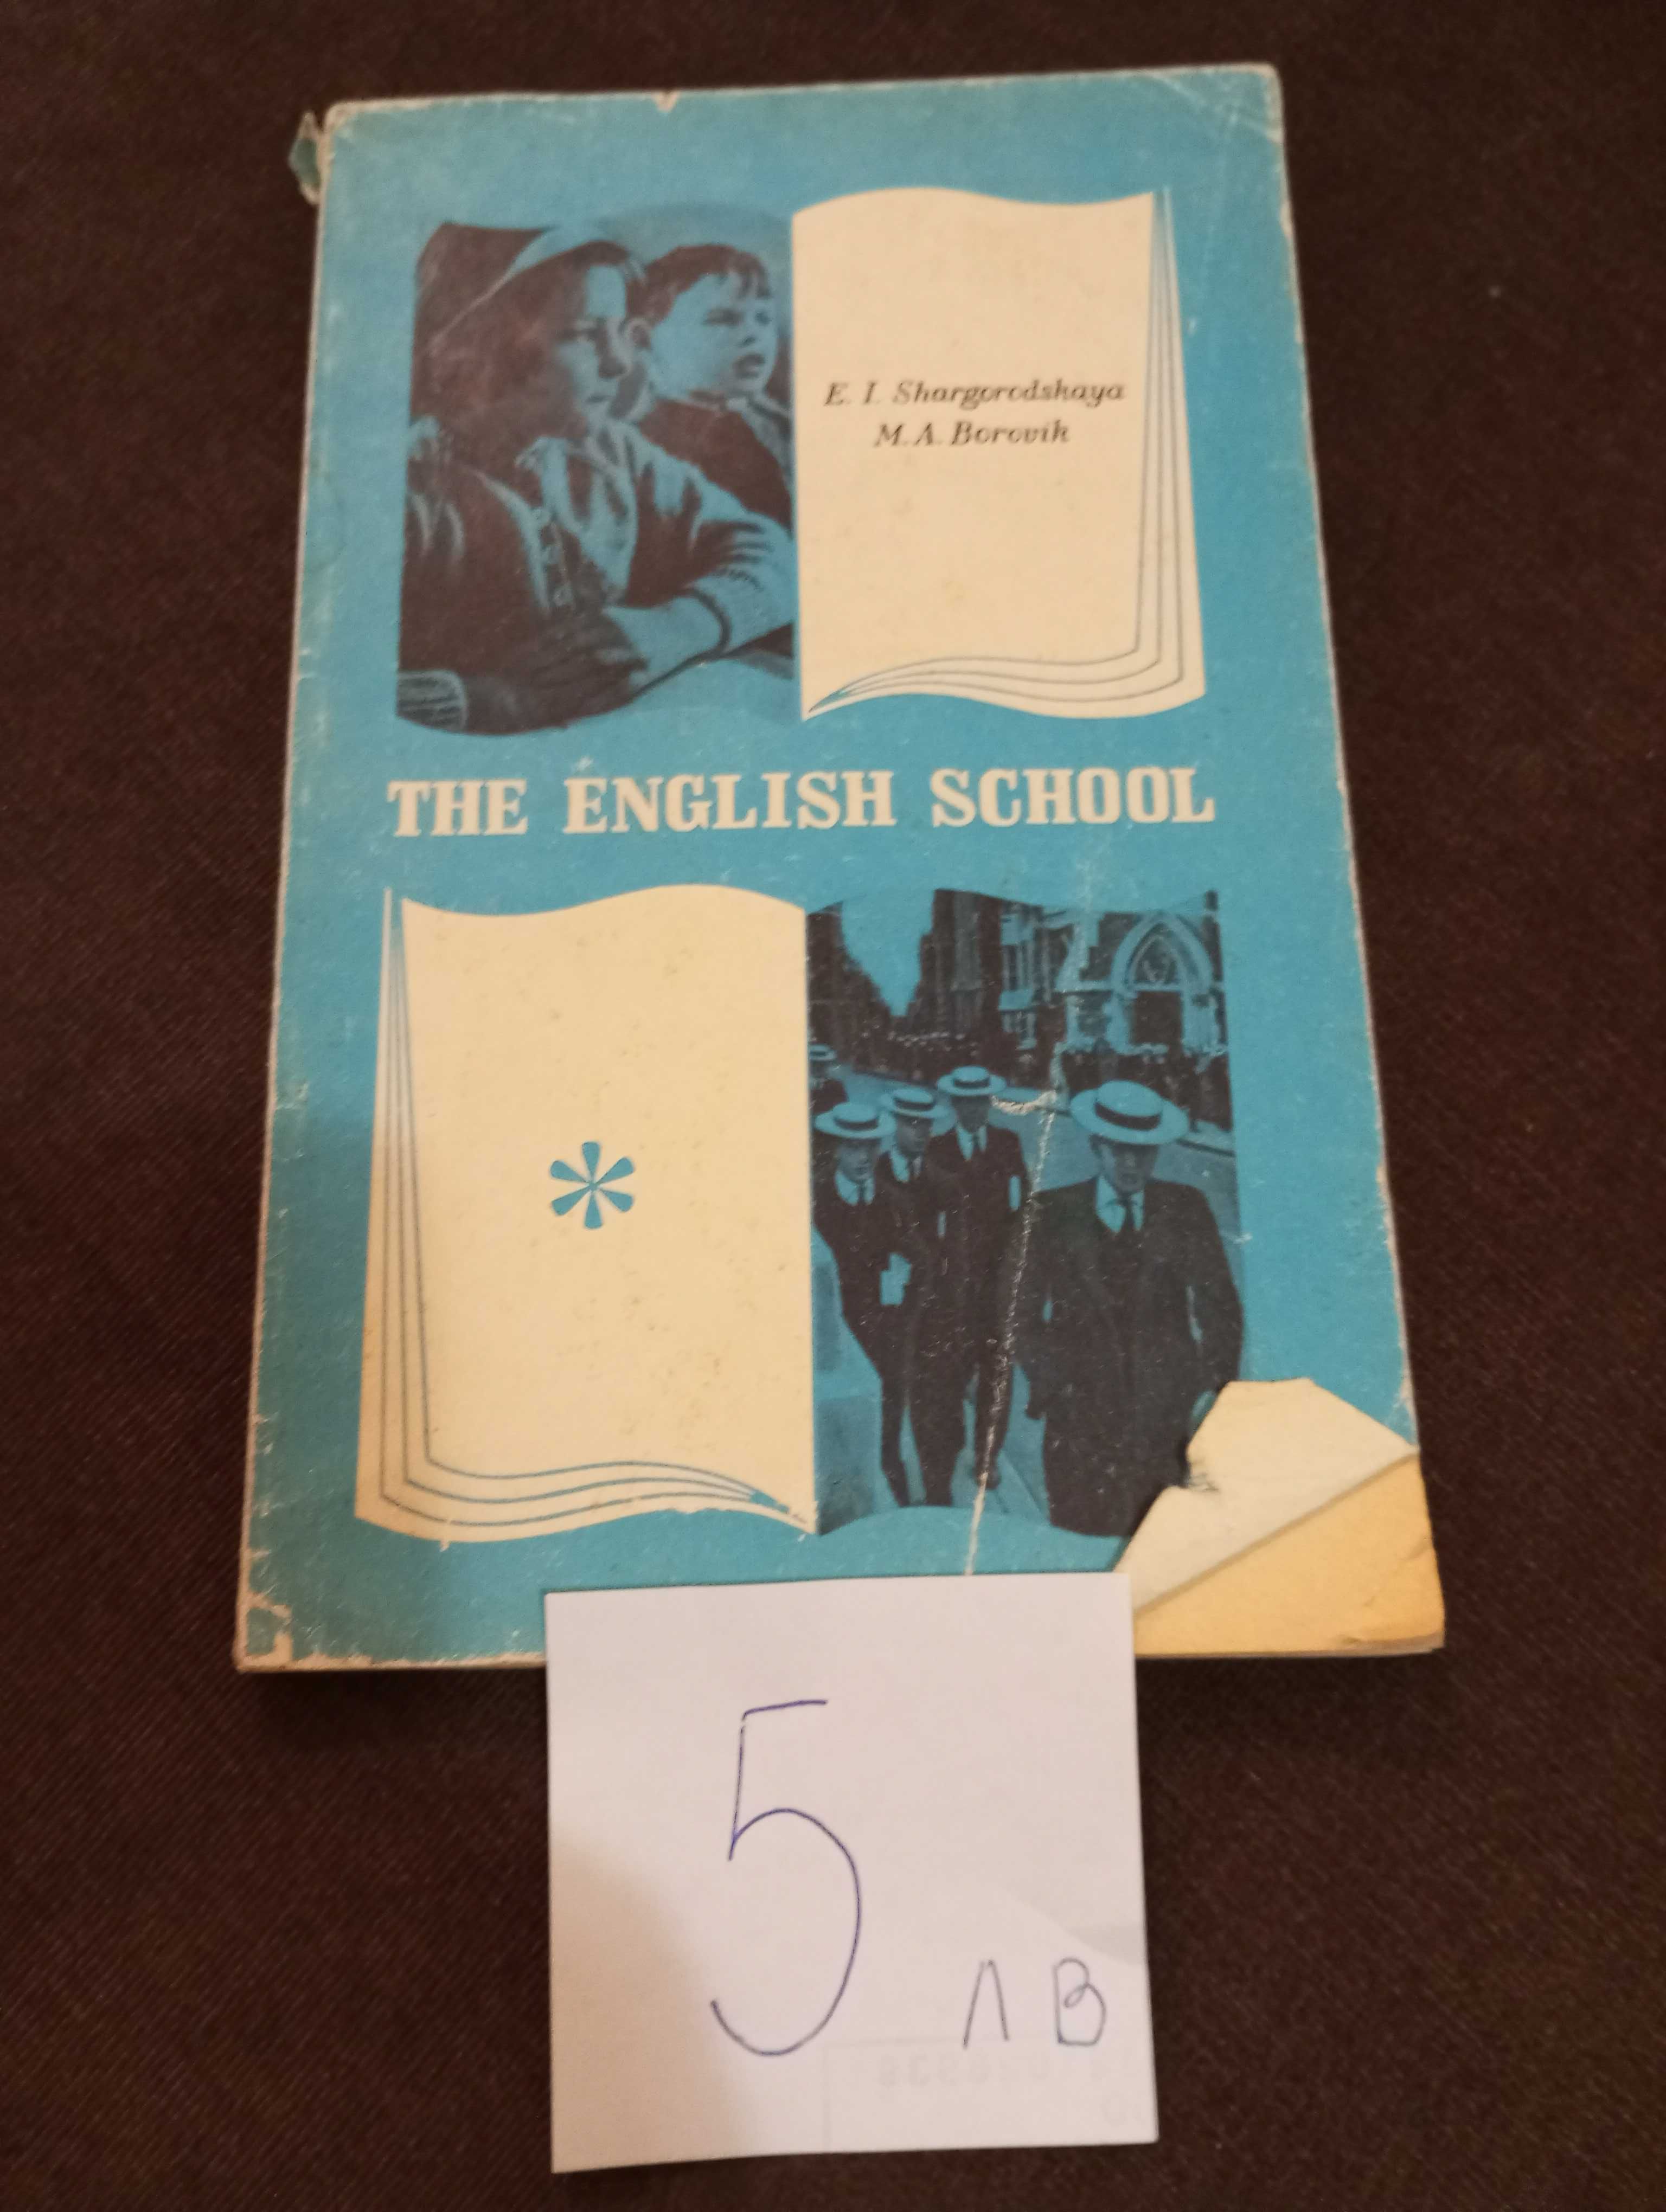 E. I. Shargorodskaya
M. A. Borovik
THE ENGLISH SCHOOL
5 лв